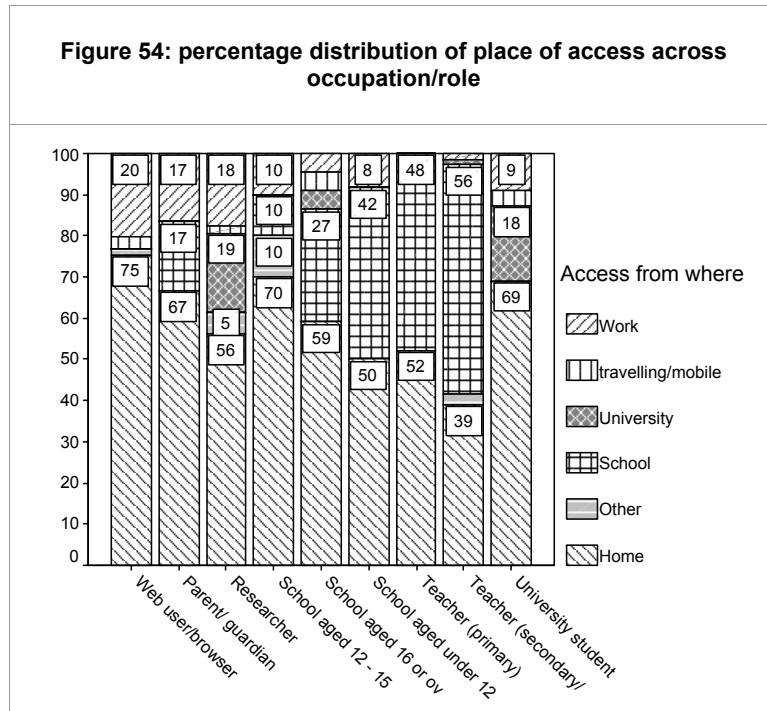 Figure 54: percentage distribution of place of access across
occupation/role
100
90
80
70
60
50
40
30
20
10
0
20
75
17
17
67
18
19
5
56
10
10
10
70
27
59
8
42
50
48
52
56
39
9
18
69
Web user/browser
Parent/ guardian
Researcher
School aged 12 - 15
School aged 16 or ov
School aged under 12
Teacher (primary)
Teacher (secondary/
University student
Access from where
Work
travelling/mobile
University
School
Other
Home